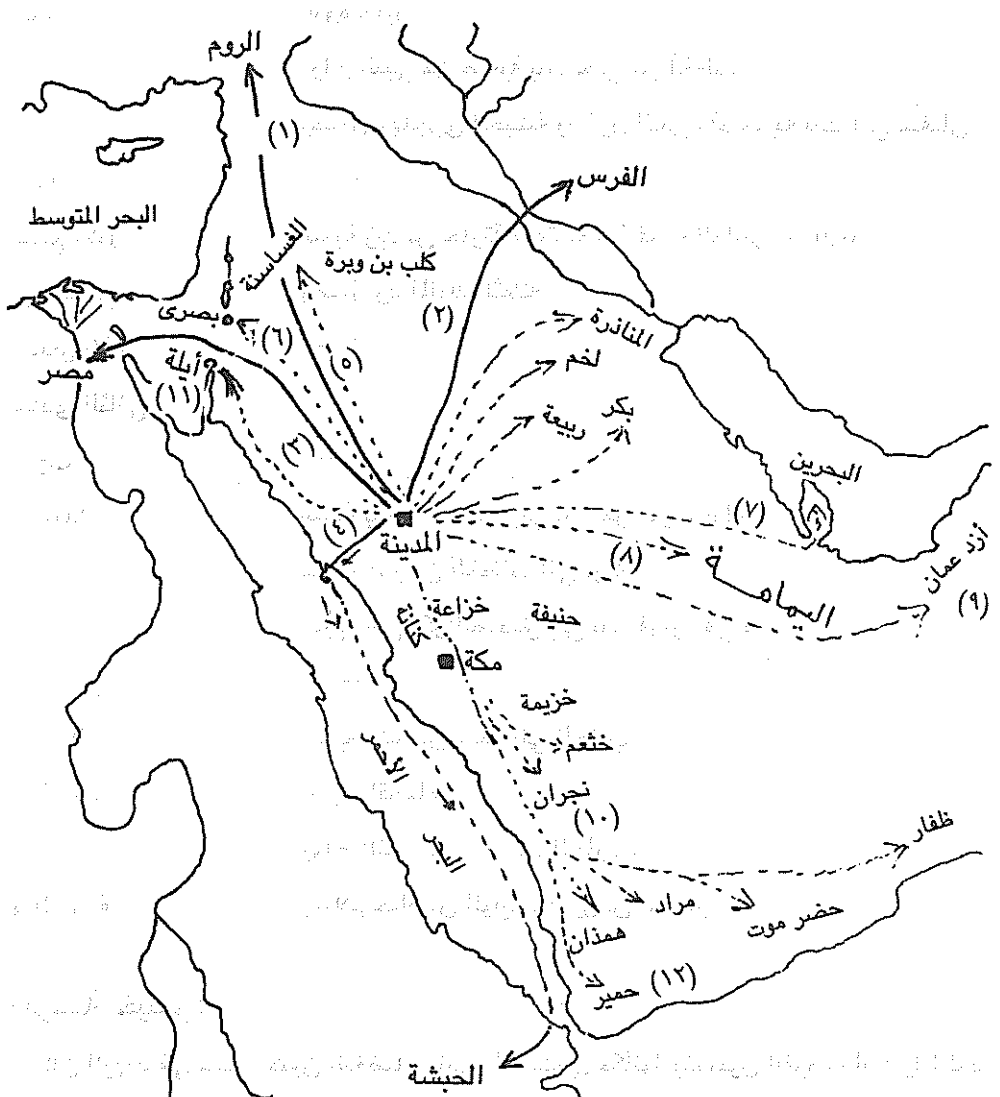 الروم
(١)
البحر المتوسط
الفرس
الغساسنة
كلب بن وبرة
(٢)
بصرى
(٦)
(٥)
المناذرة
مصر
أيلة
(١١)
لخم
بكر
ربيعة
(٣)
البحرين
(٤)
المدينة
(٧)
(٨)
اليمامة
أزد عمان
(٩)
خزاعة
حنيفة
مكة
خزيمة
خثعم
نجران
(١٠)
البحر الأحمر
ظفار
مراد
حضر موت
همذان
حمير (١٢)
الحبشة